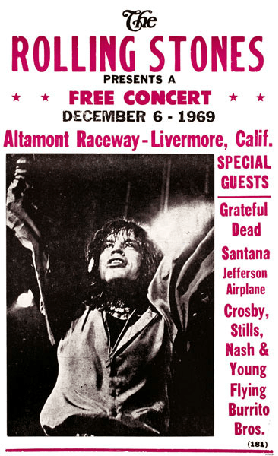 The
ROLLING STONES
PRESENTS A
FREE CONCERT
DECEMBER 6 - 1969
Altamont Raceway - Livermore, Calif.
SPECIAL
GUESTS
Grateful
Dead
Santana
Jefferson
Airplane
Crosby,
Stills,
Nash &
Young
Flying
Burrito
Bros.
(181)